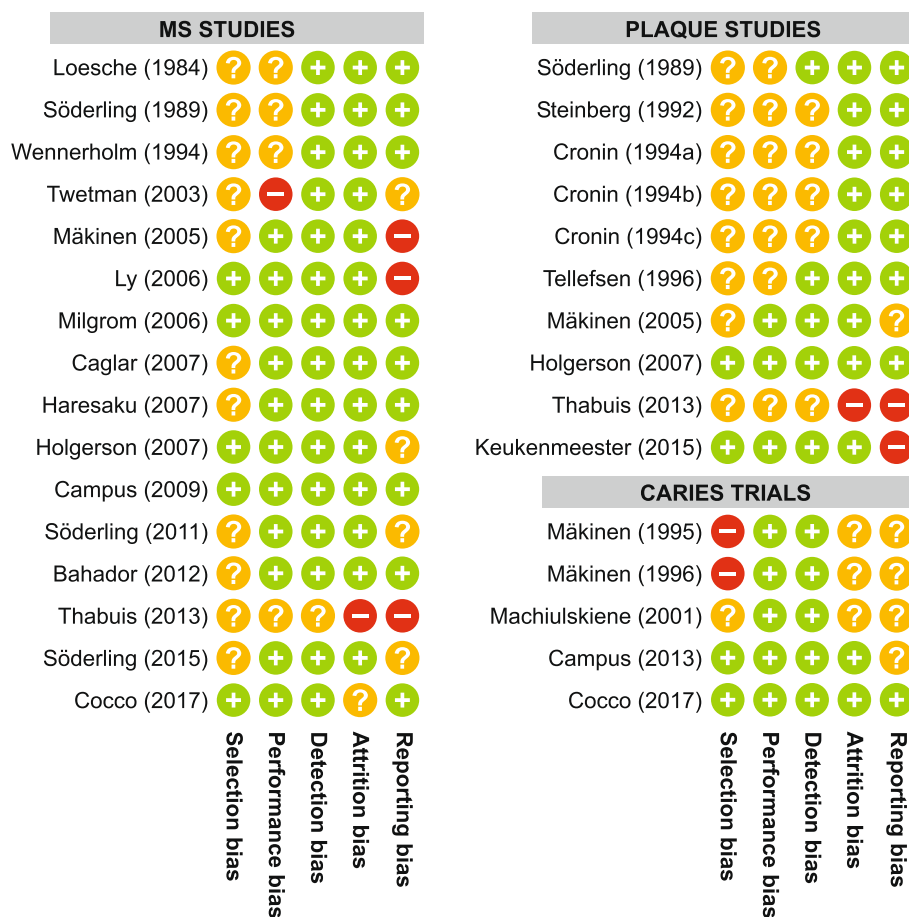 MS STUDIES
Loesche (1984) ? ? + + +
Söderling (1989) ? ? + + +
Wennerholm (1994) ? ? + + +
Twetman (2003) ? − + + ?
Mäkinen (2005) ? + + + −
Ly (2006) + + + + −
Milgrom (2006) + + + + +
Caglar (2007) ? + + + +
Haresaku (2007) ? + + + +
Holgerson (2007) + + + + ?
Campus (2009) + + + + +
Söderling (2011) ? + + + ?
Bahador (2012) ? + + + +
Thabuis (2013) ? ? ? − −
Söderling (2015) ? + + + ?
Cocco (2017) + + + ? +
Selection bias
Performance bias
Detection bias
Attrition bias
Reporting bias
PLAQUE STUDIES
Söderling (1989) ? ? + + +
Steinberg (1992) ? ? ? + +
Cronin (1994a) ? ? ? + +
Cronin (1994b) ? ? ? + +
Cronin (1994c) ? ? ? + +
Tellefsen (1996) ? ? + + +
Mäkinen (2005) ? + + + ?
Holgerson (2007) + + + + +
Thabuis (2013) ? ? ? − −
Keukenmeester (2015) + + + + −
CARIES TRIALS
Mäkinen (1995) − + + ? ?
Mäkinen (1996) − + + ? ?
Machiulskiene (2001) ? + + ? ?
Campus (2013) + + + + ?
Cocco (2017) + + + + +
Selection bias
Performance bias
Detection bias
Attrition bias
Reporting bias